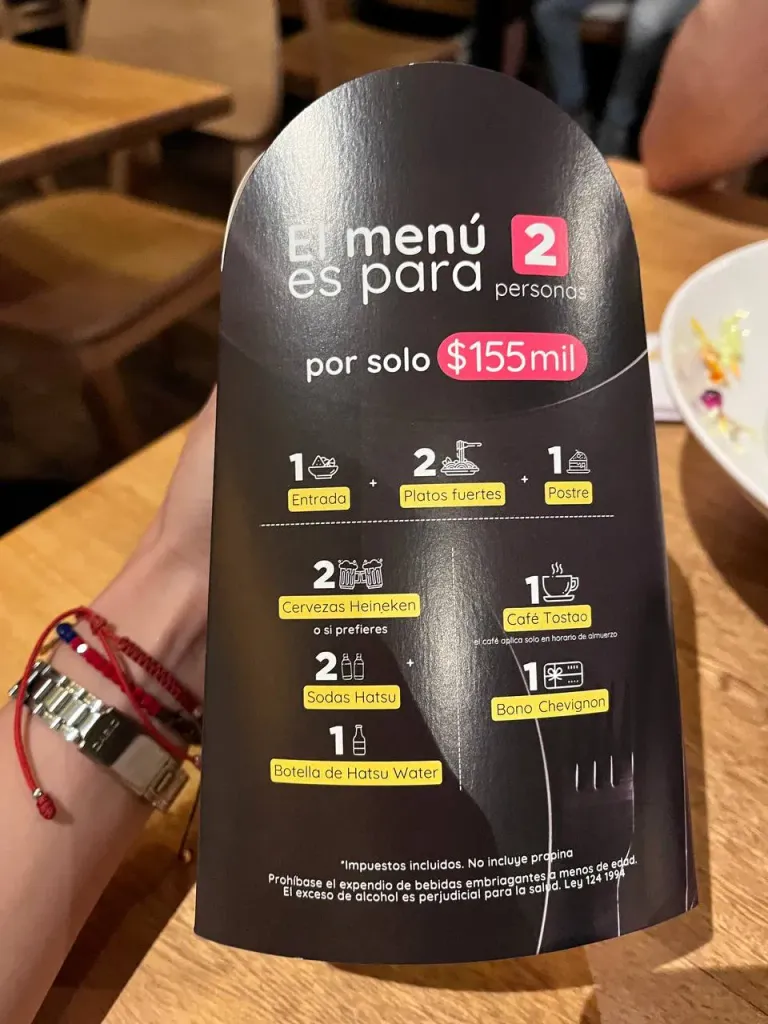 El menú 2
es para personas
por solo $155mil
1 + 2 + 1
Entrada Platos fuertes Postre
2
Cervezas Heineken
o si prefieres
2 +
Sodas Hatsu
1
Botella de Hatsu Water
1
Café Tostao
el café aplica solo en horario de almuerzo
1
Bono Chevignon
*Impuestos incluidos. No incluye propina
Prohíbase el expendio de bebidas embriagantes a menos de edad.
El exceso de alcohol es perjudicial para la salud. Ley 124 1994